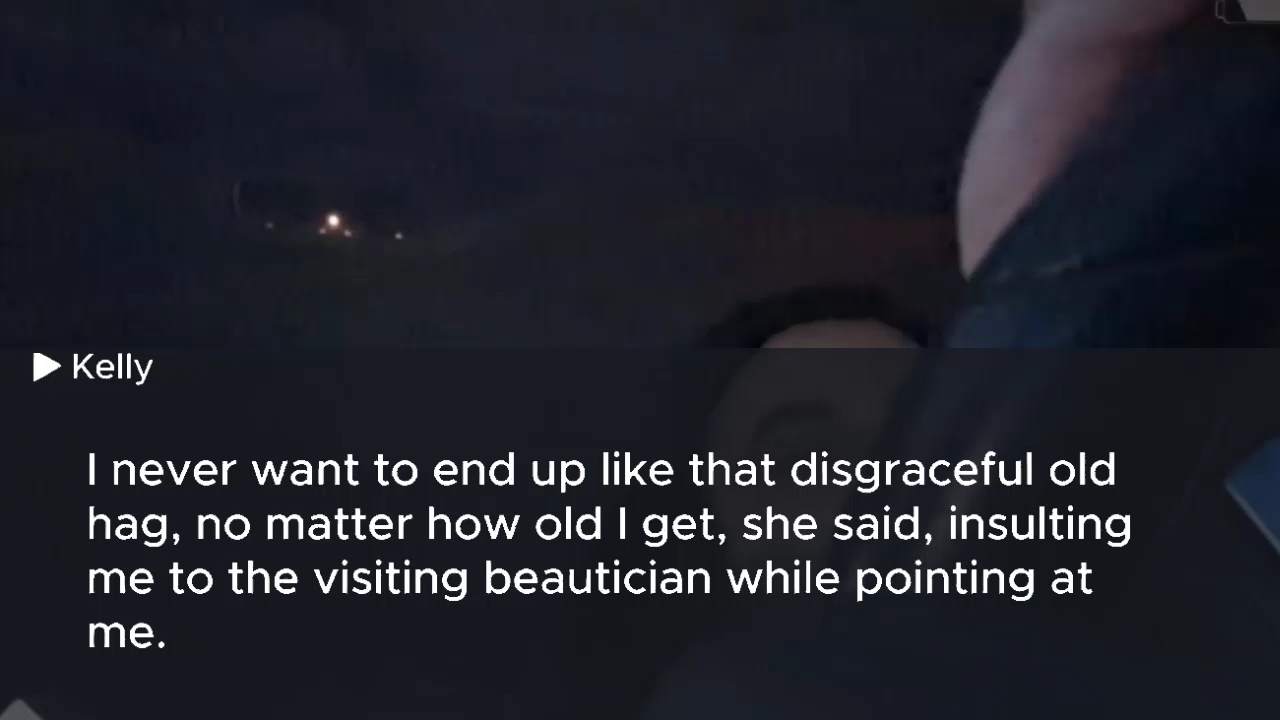 Kelly
I never want to end up like that disgraceful old
hag, no matter how old I get, she said, insulting
me to the visiting beautician while pointing at
me.